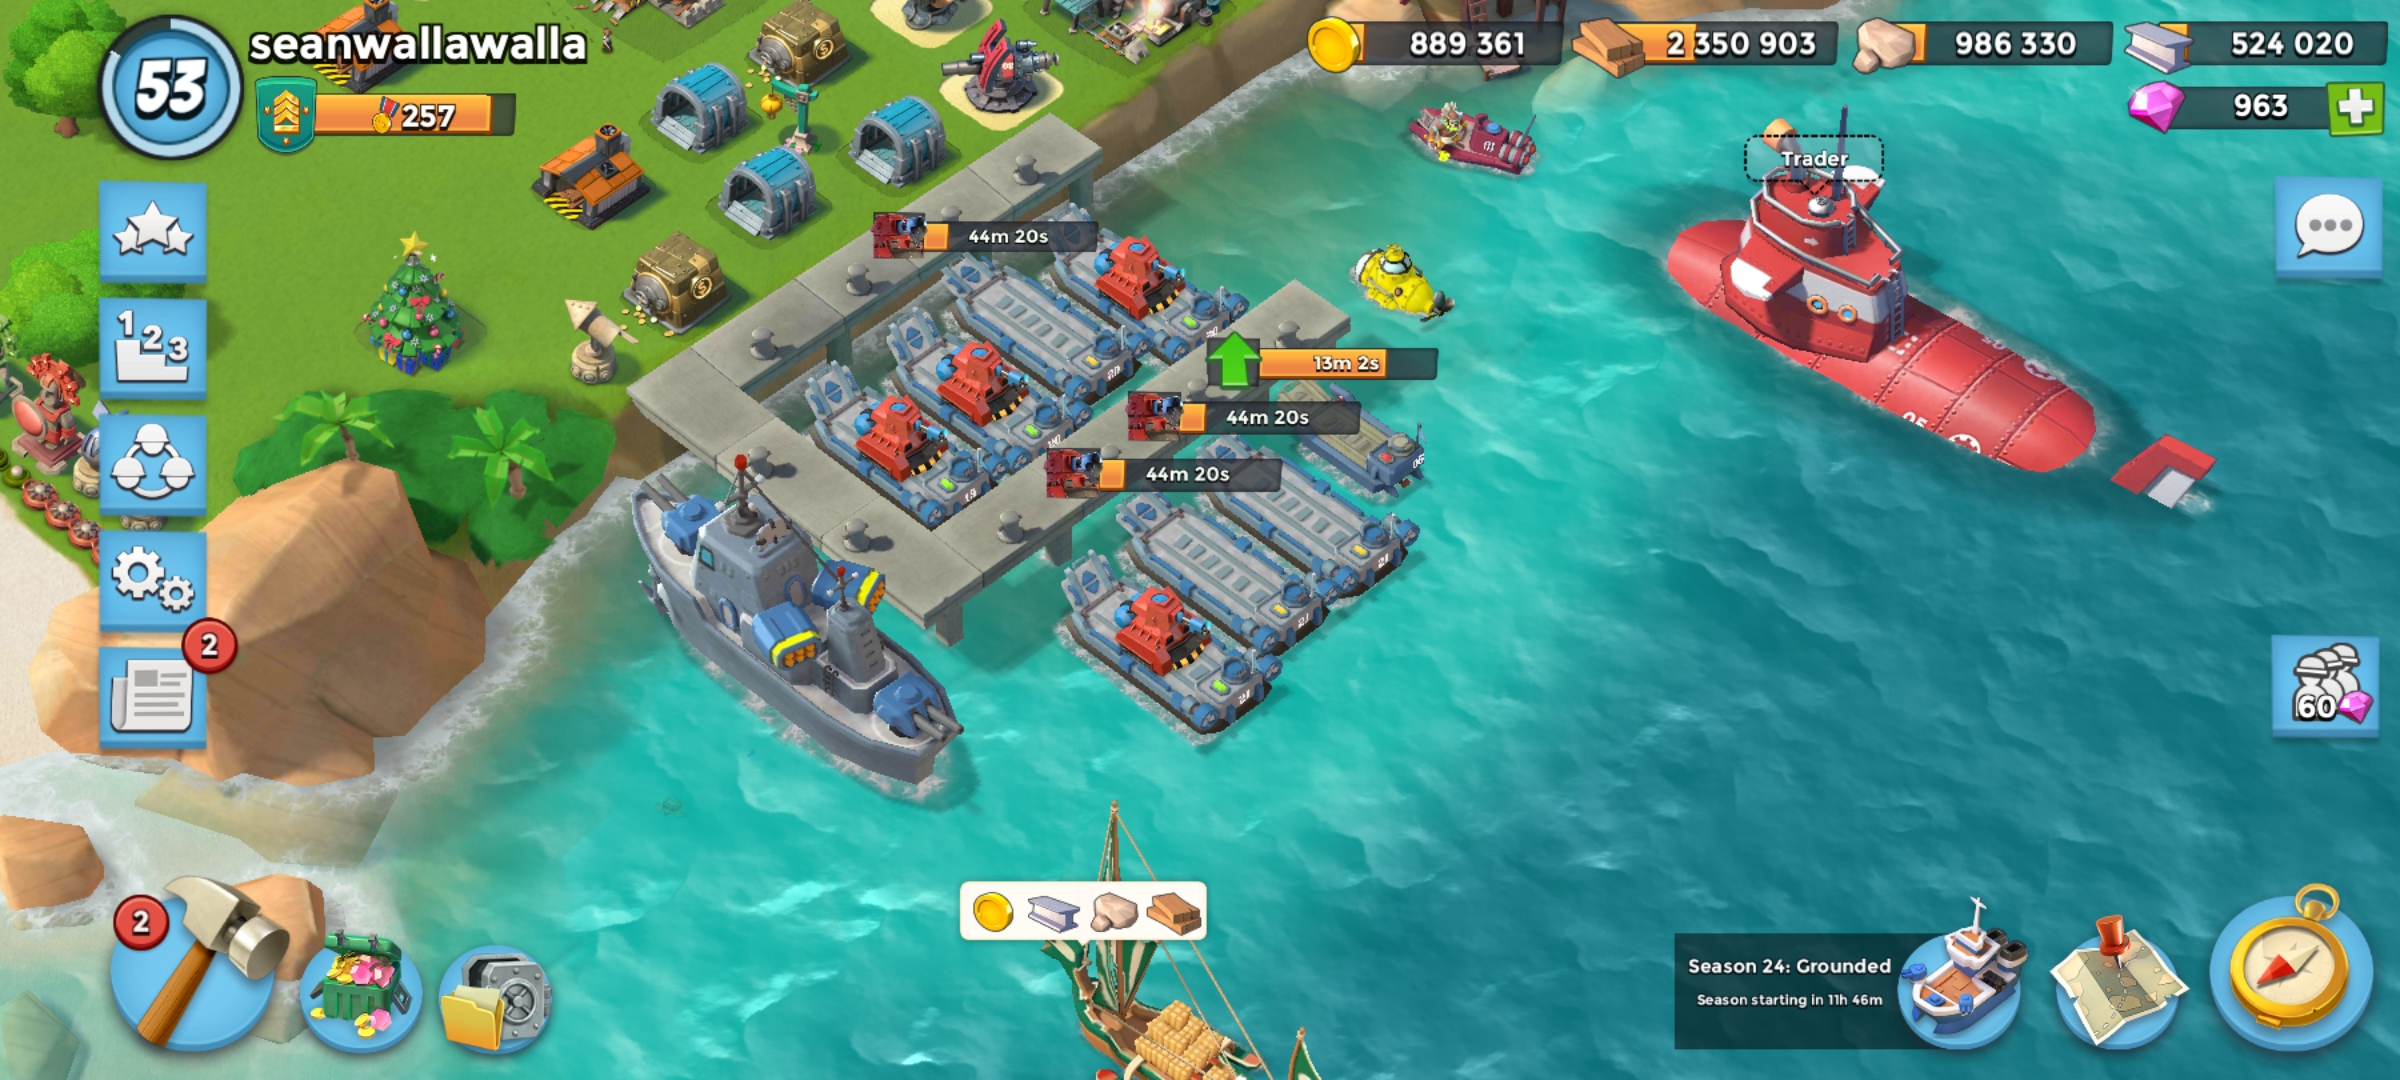 53
seanwallawalla
257
889 361
2 350 903
986 330
524 020
963
Trader
44m 20s
13m 2s
44m 20s
44m 20s
1 2 3
2
60
2
Season 24: Grounded
Season starting in 11h 46m